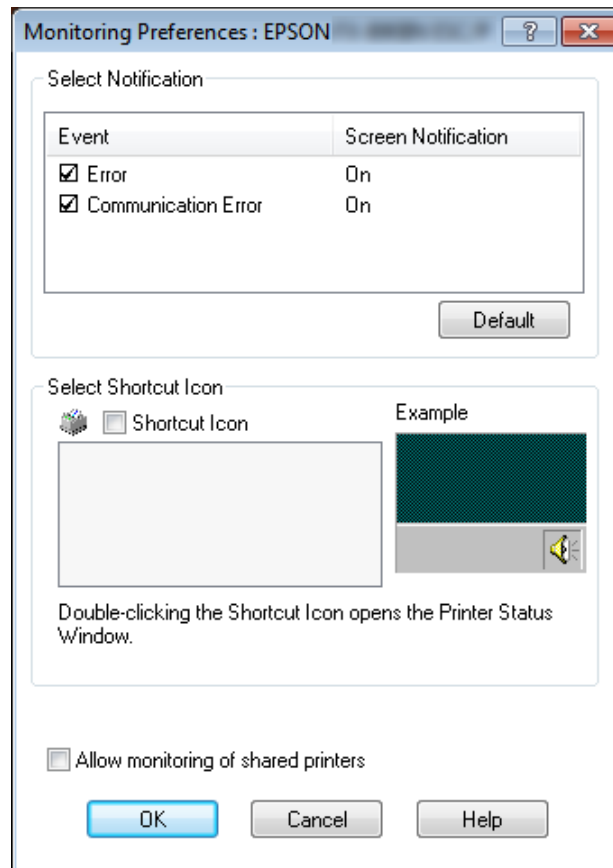 Monitoring Preferences : EPSON
Select Notification
Event Screen Notification
Error On
Communication Error On
Default
Select Shortcut Icon
Shortcut Icon
Example
Double-clicking the Shortcut Icon opens the Printer Status
Window.
Allow monitoring of shared printers
OK Cancel Help